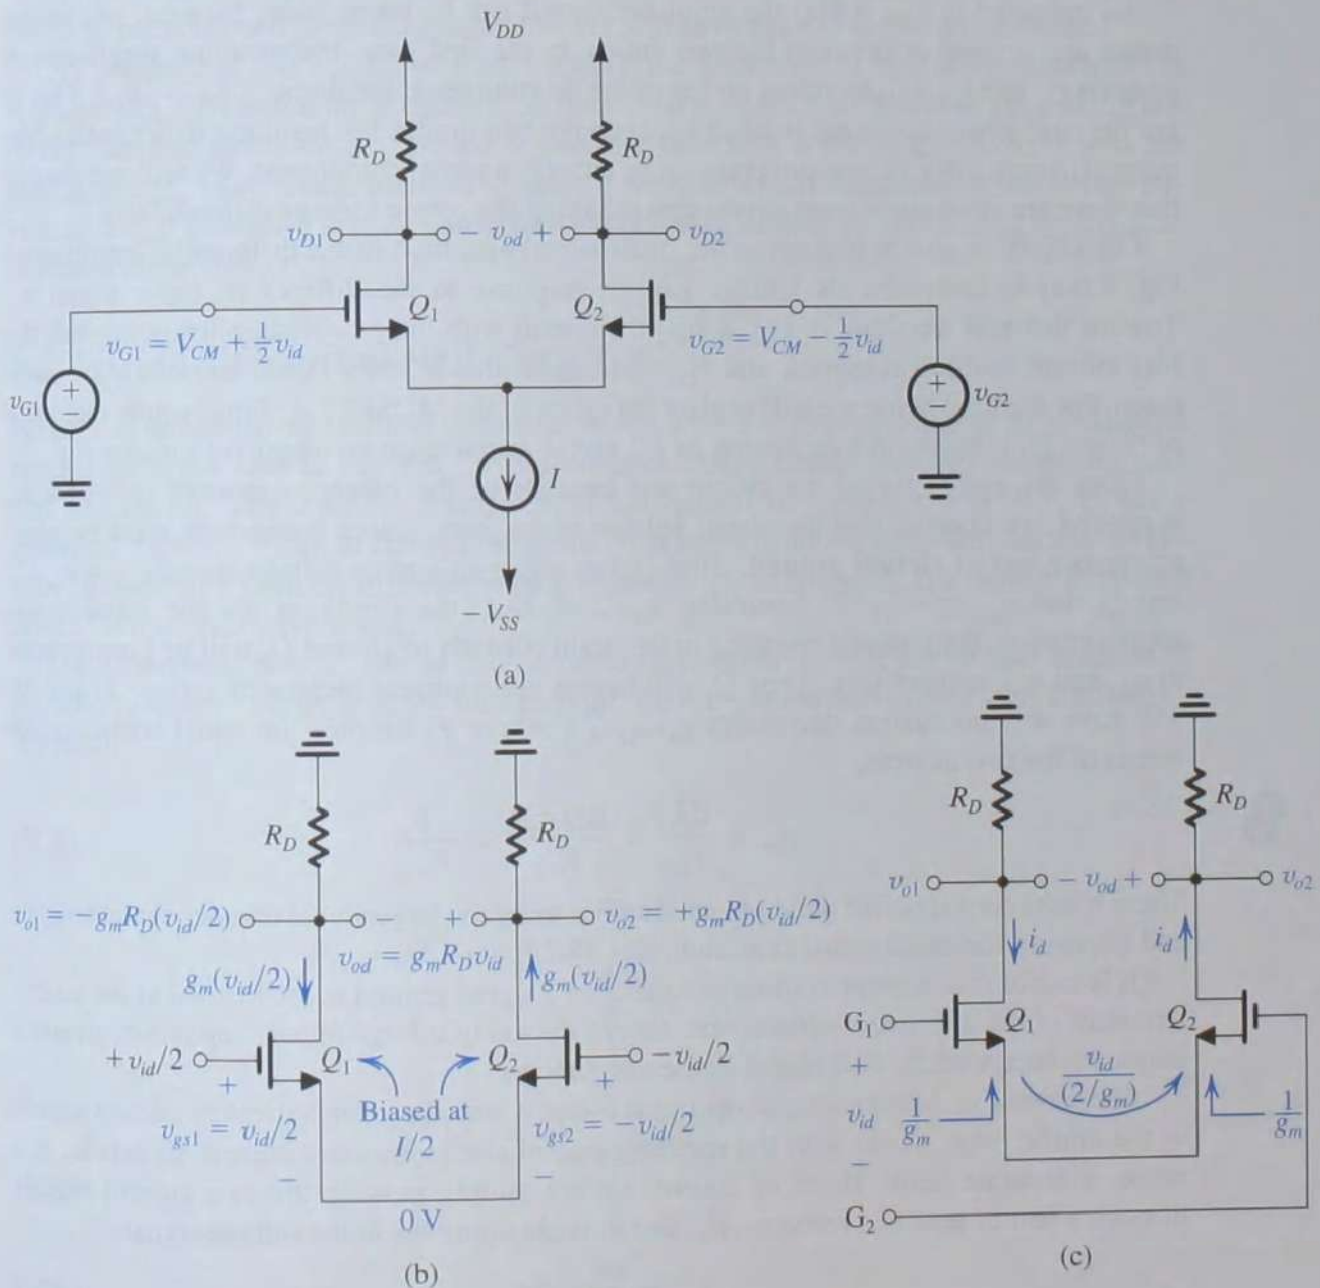 V_DD
R_D R_D
v_D1 − v_od + v_D2
Q_1 Q_2
v_G1 = V_CM + 1/2 v_id v_G2 = V_CM − 1/2 v_id
v_G1 + − + − v_G2
I
−V_SS
(a)
R_D R_D
v_o1 = −g_m R_D(v_id/2) − + v_o2 = +g_m R_D(v_id/2)
v_od = g_m R_D v_id
g_m(v_id/2) g_m(v_id/2)
+v_id/2 Q_1 Q_2 −v_id/2
+ Biased at +
v_gs1 = v_id/2 I/2 v_gs2 = −v_id/2
− −
0 V
(b)
R_D R_D
v_o1 − v_od + v_o2
i_d i_d
G_1 Q_1 Q_2
+ v_id/(2/g_m)
v_id 1/g_m 1/g_m
−
G_2
(c)